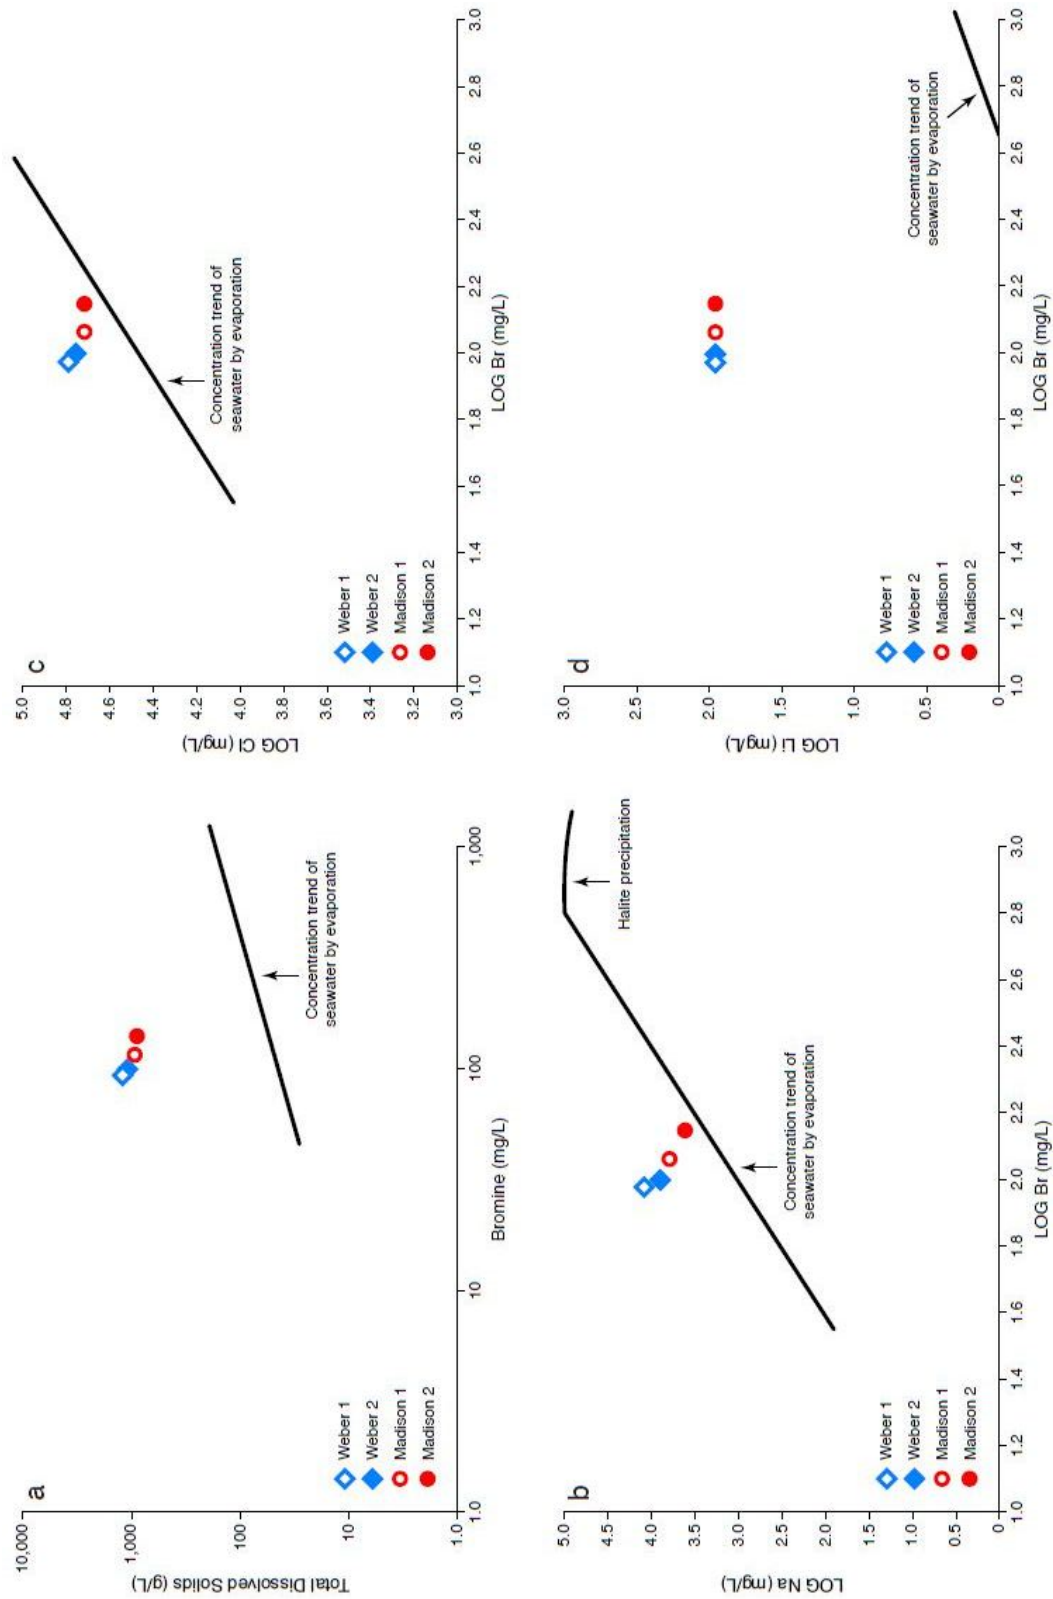 a
10,000
1,000
100
10
1.0
Total Dissolved Solids (g/L)
1.0
10
100
1,000
Bromine (mg/L)
Weber 1
Weber 2
Madison 1
Madison 2
Concentration trend of
seawater by evaporation
c
5.0
4.8
4.4
4.4
4.2
4.0
3.8
3.6
3.4
3.2
3.0
LOG Cl (mg/L)
1.0
1.2
1.4
1.6
1.8
2.0
2.2
2.4
2.6
2.8
3.0
LOG Br (mg/L)
Weber 1
Weber 2
Madison 1
Madison 2
Concentration trend of
seawater by evaporation
b
5.0
4.0
3.0
2.0
1.0
0.5
0
LOG Na (mg/L)
1.0
1.2
1.4
1.6
1.8
2.0
2.2
2.4
2.6
2.8
3.0
LOG Br (mg/L)
Weber 1
Weber 2
Madison 1
Madison 2
Concentration trend of
seawater by evaporation
Halite precipitation
d
3.0
2.5
2.0
1.5
1.0
0.5
0
LOG Li (mg/L)
1.0
1.2
1.4
1.6
1.8
2.0
2.2
2.4
2.6
2.8
3.0
LOG Br (mg/L)
Weber 1
Weber 2
Madison 1
Madison 2
Concentration trend of
seawater by evaporation